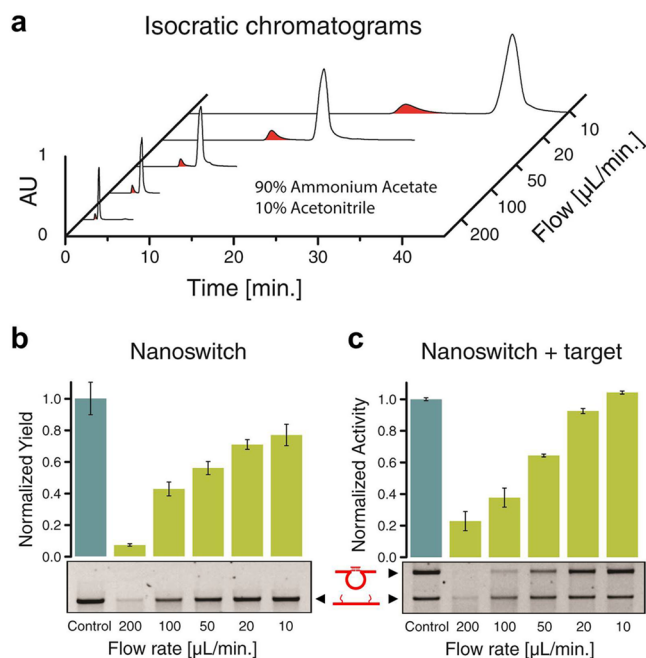 a
Isocratic chromatograms
1
AU
0
90% Ammonium Acetate
10% Acetonitrile
0 10 20 30 40
Time [min.]
10
20
50
100
200
Flow [µL/min.]
b
Nanoswitch
Normalized Yield
1.0
0.8
0.6
0.4
0.2
0.0
Control 200 100 50 20 10
Flow rate [µL/min.]
c
Nanoswitch + target
Normalized Activity
1.0
0.8
0.6
0.4
0.2
0.0
Control 200 100 50 20 10
Flow rate [µL/min.]